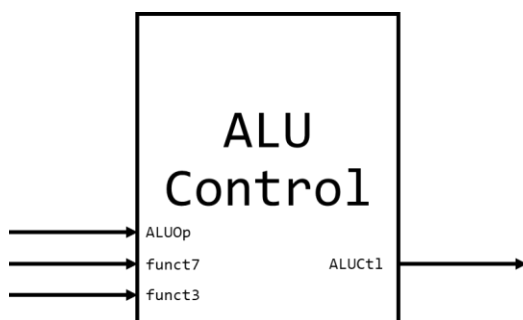 ALU
Control
ALUOp
funct7
ALUCtl
funct3